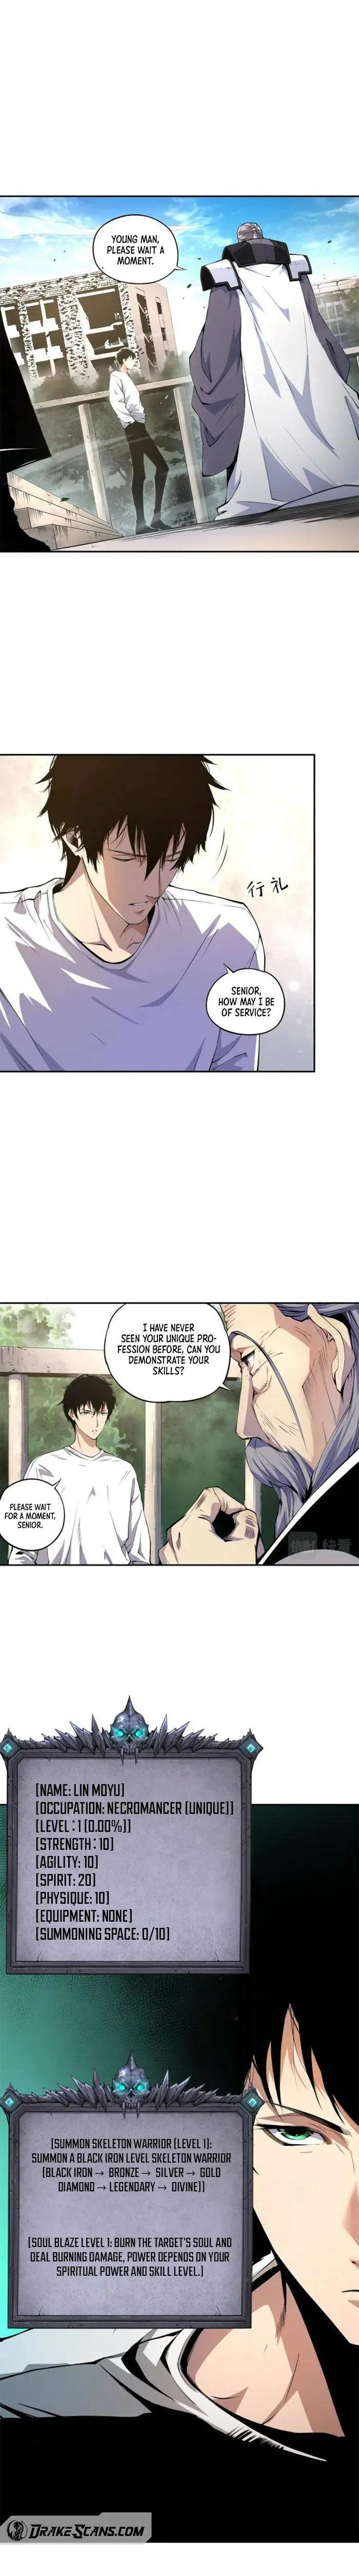 YOUNG MAN,
PLEASE WAIT A
MOMENT.
行礼
SENIOR,
HOW MAY I BE
OF SERVICE?
I HAVE NEVER
SEEN YOUR UNIQUE PRO-
FESSION BEFORE, CAN YOU
DEMONSTRATE YOUR
SKILLS?
PLEASE WAIT
FOR A MOMENT,
SENIOR.
快看
[NAME: LIN MOYU]
[OCCUPATION: NECROMANCER [UNIQUE]]
[LEVEL : 1 [0.00%]]
[STRENGTH : 10]
[AGILITY: 10]
[SPIRIT: 20]
[PHYSIQUE: 10]
[EQUIPMENT: NONE]
[SUMMONING SPACE: 0/10]
[SUMMON SKELETON WARRIOR [LEVEL 1]:
SUMMON A BLACK IRON LEVEL SKELETON WARRIOR
[BLACK IRON → BRONZE → SILVER → GOLD
DIAMOND → LEGENDARY → DIVINE]]
[SOUL BLAZE LEVEL 1: BURN THE TARGET'S SOUL AND
DEAL BURNING DAMAGE, POWER DEPENDS ON YOUR
SPIRITUAL POWER AND SKILL LEVEL.]
DRAKESCANS.COM